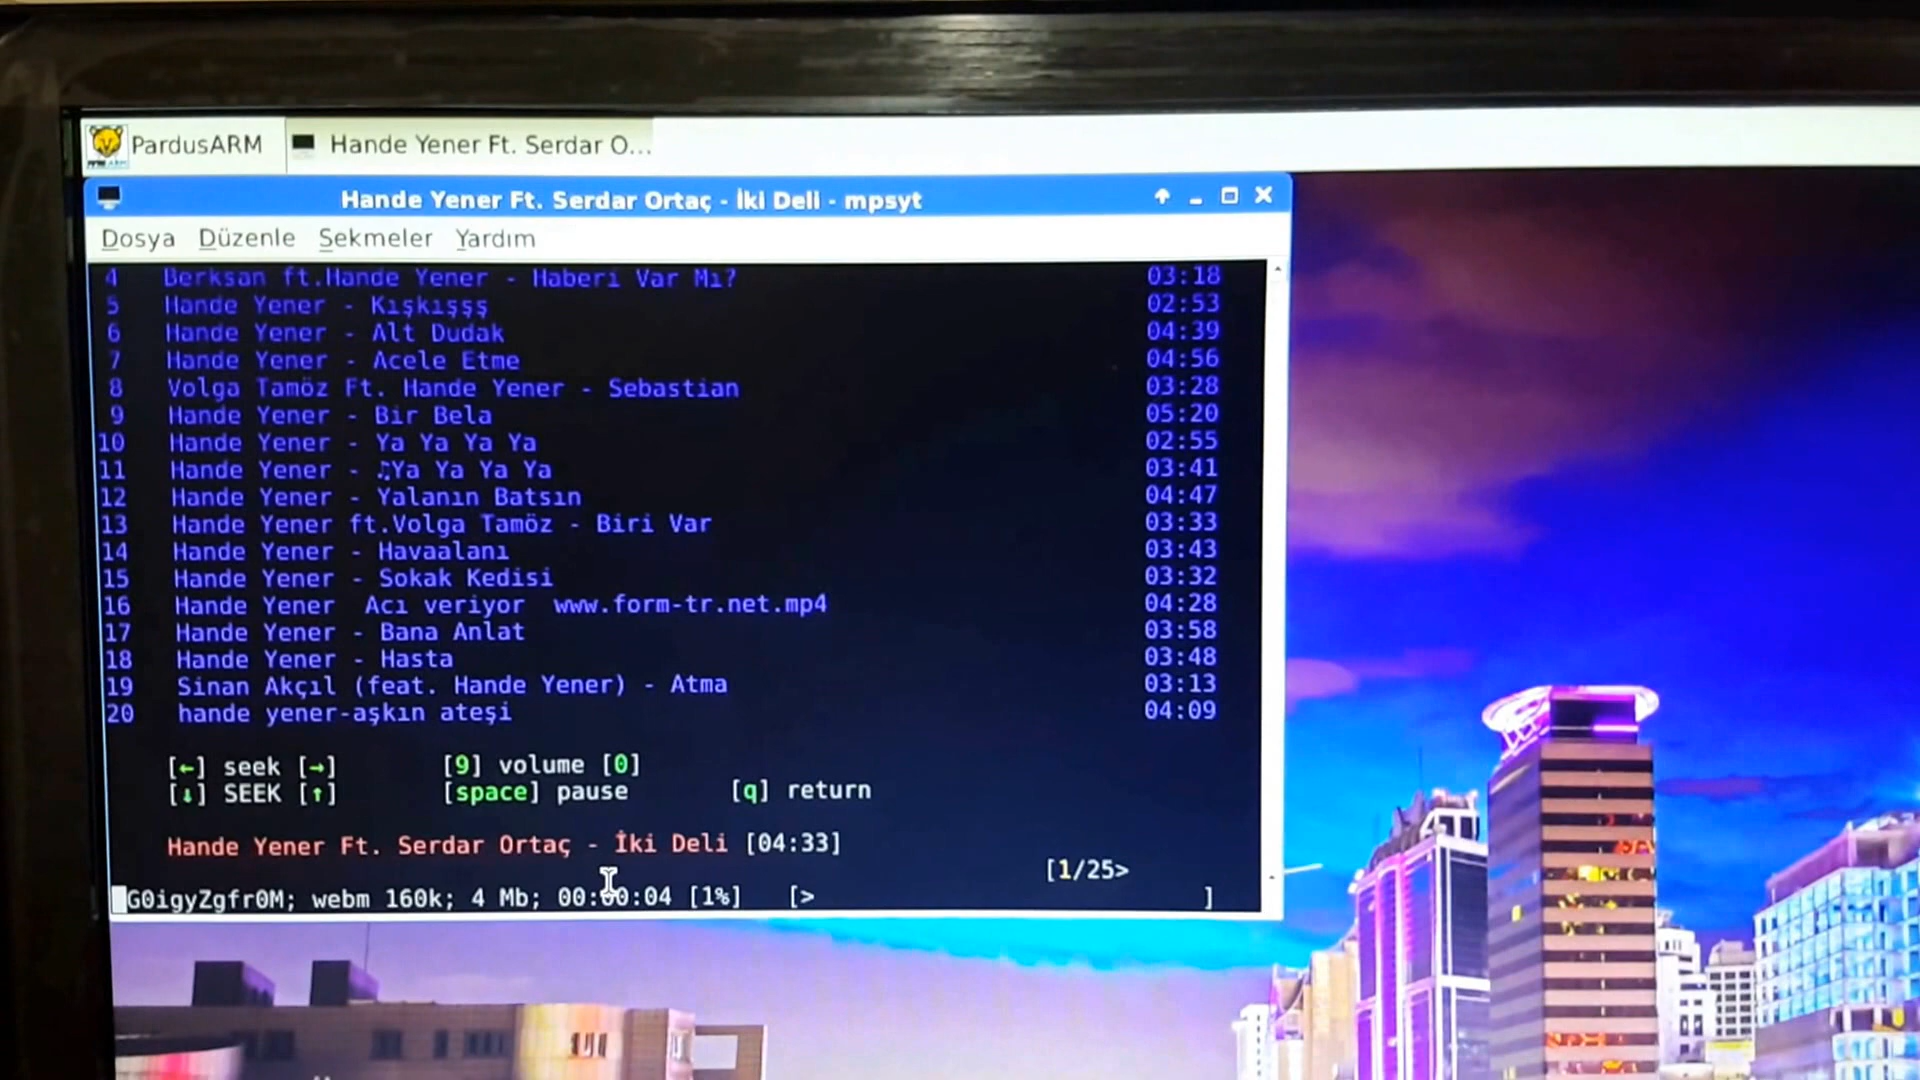 PardusARM
Hande Yener Ft. Serdar O...
Hande Yener Ft. Serdar Ortaç - İki Deli - mpsyt
Dosya Düzenle Sekmeler Yardım
4 Berksan ft.Hande Yener - Haberi Var Mı? 03:18
5 Hande Yener - Kışkışşş 02:53
6 Hande Yener - Alt Dudak 04:39
7 Hande Yener - Acele Etme 04:56
8 Volga Tamöz Ft. Hande Yener - Sebastian 03:28
9 Hande Yener - Bir Bela 05:20
10 Hande Yener - Ya Ya Ya Ya 02:55
11 Hande Yener - ♫Ya Ya Ya Ya 03:41
12 Hande Yener - Yalanın Batsın 04:47
13 Hande Yener ft.Volga Tamöz - Biri Var 03:33
14 Hande Yener - Havaalanı 03:43
15 Hande Yener - Sokak Kedisi 03:32
16 Hande Yener Acı veriyor www.form-tr.net.mp4 04:28
17 Hande Yener - Bana Anlat 03:58
18 Hande Yener - Hasta 03:48
19 Sinan Akçıl (feat. Hande Yener) - Atma 03:13
20 hande yener-aşkın ateşi 04:09
[←] seek [→] [9] volume [0]
[↓] SEEK [↑] [space] pause [q] return
Hande Yener Ft. Serdar Ortaç - İki Deli [04:33]
[1/25>
G0igyZgfr0M; webm 160k; 4 Mb; 00:00:04 [1%] [> ]